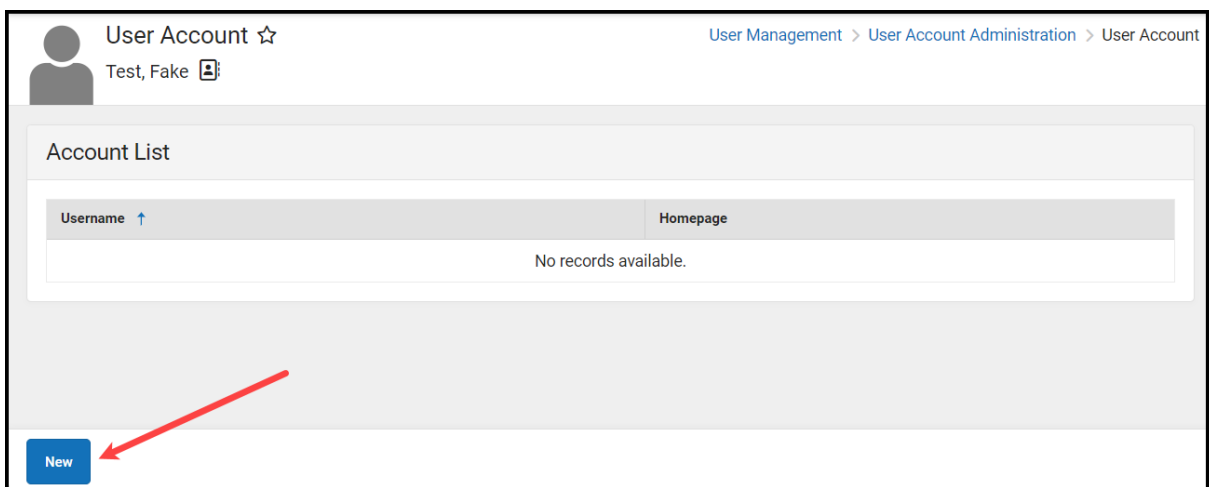 User Account
User Management > User Account Administration > User Account
Test, Fake
Account List
Username ↑ Homepage
No records available.
New